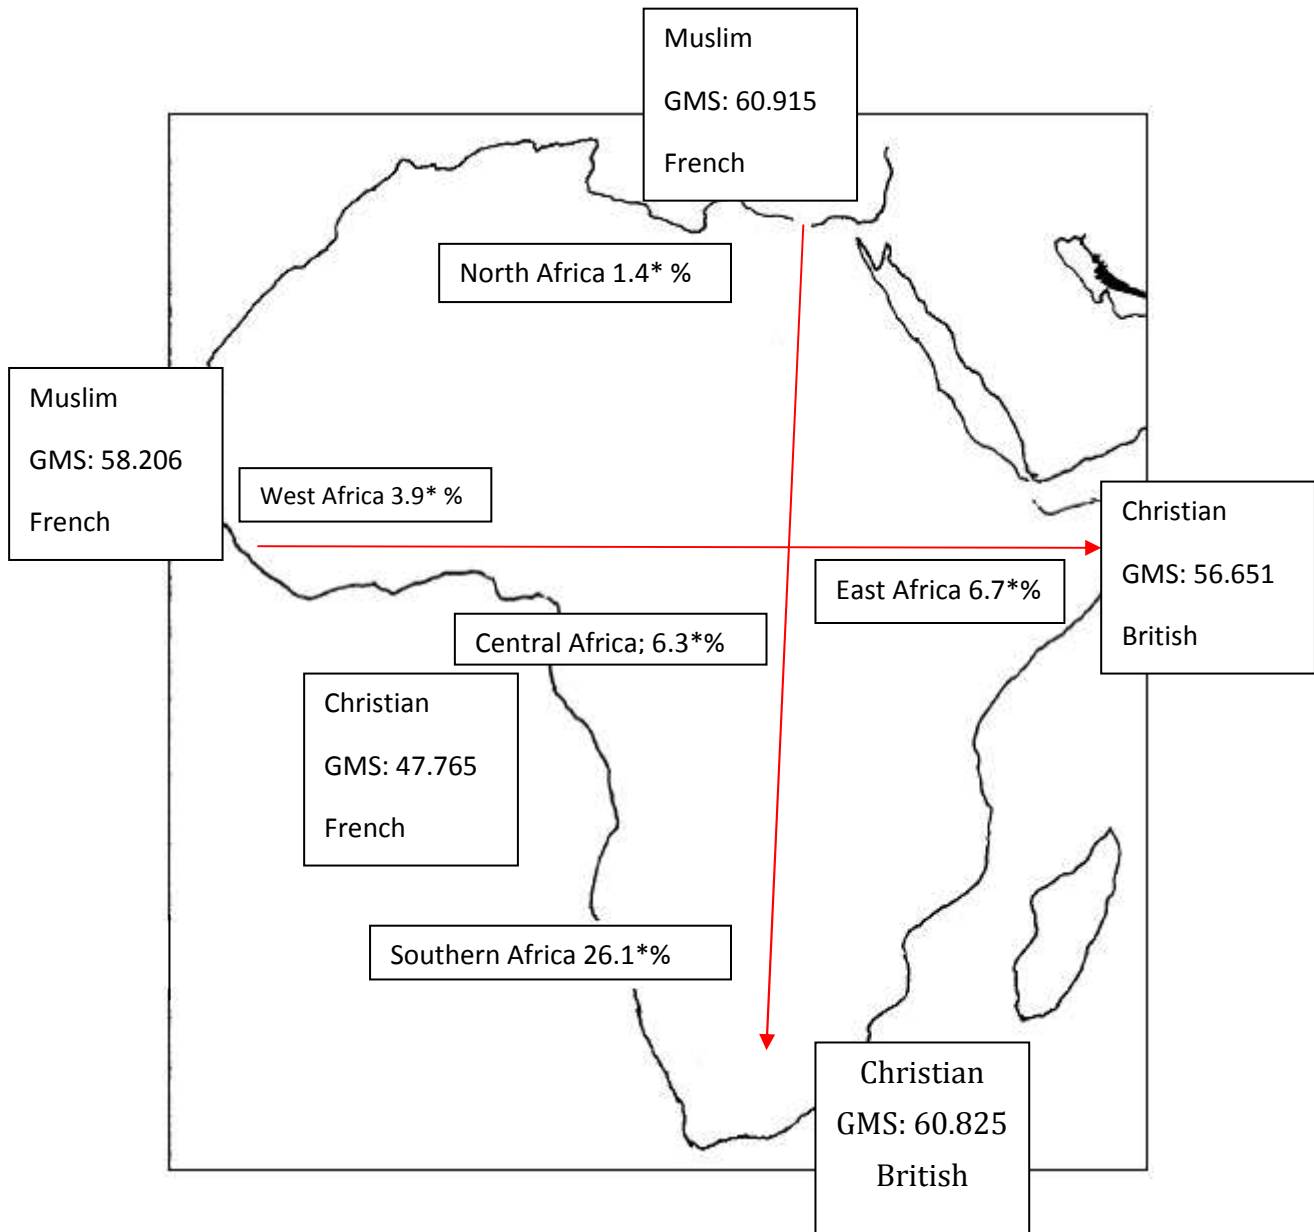 Muslim
GMS: 60.915
French
North Africa 1.4* %
Muslim
GMS: 58.206
French
West Africa 3.9* %
Christian
GMS: 56.651
British
East Africa 6.7*%
Central Africa; 6.3*%
Christian
GMS: 47.765
French
Southern Africa 26.1*%
Christian
GMS: 60.825
British